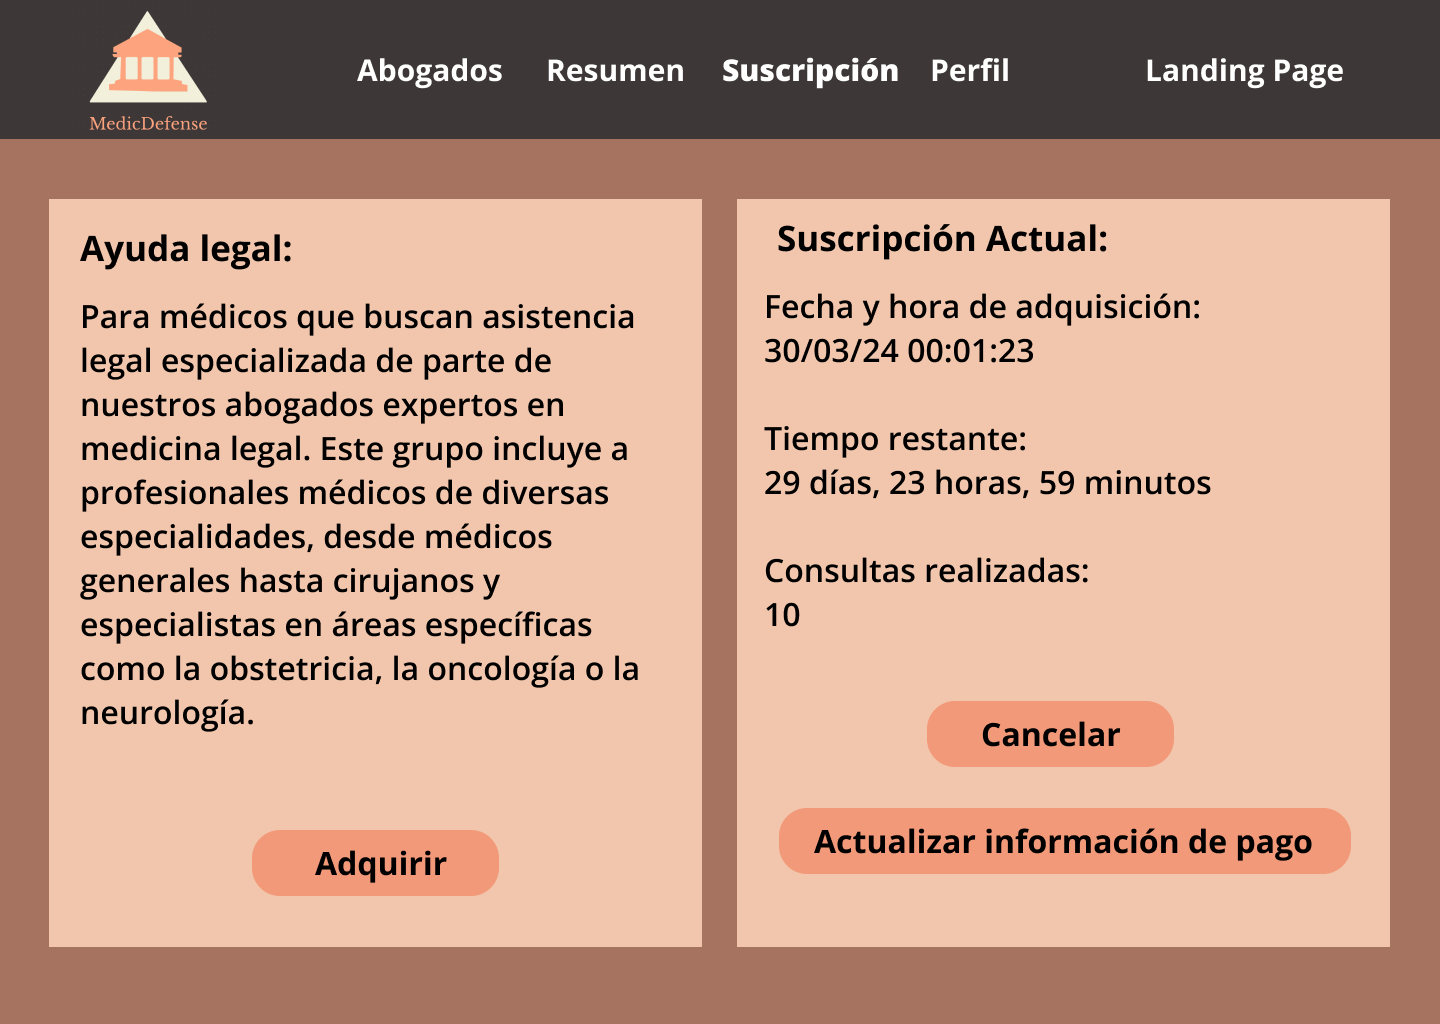 MedicDefense
Abogados
Resumen
Suscripción
Perfil
Landing Page
Ayuda legal:
Para médicos que buscan asistencia
legal especializada de parte de
nuestros abogados expertos en
medicina legal. Este grupo incluye a
profesionales médicos de diversas
especialidades, desde médicos
generales hasta cirujanos y
especialistas en áreas específicas
como la obstetricia, la oncología o la
neurología.
Adquirir
Suscripción Actual:
Fecha y hora de adquisición:
30/03/24 00:01:23
Tiempo restante:
29 días, 23 horas, 59 minutos
Consultas realizadas:
10
Cancelar
Actualizar información de pago